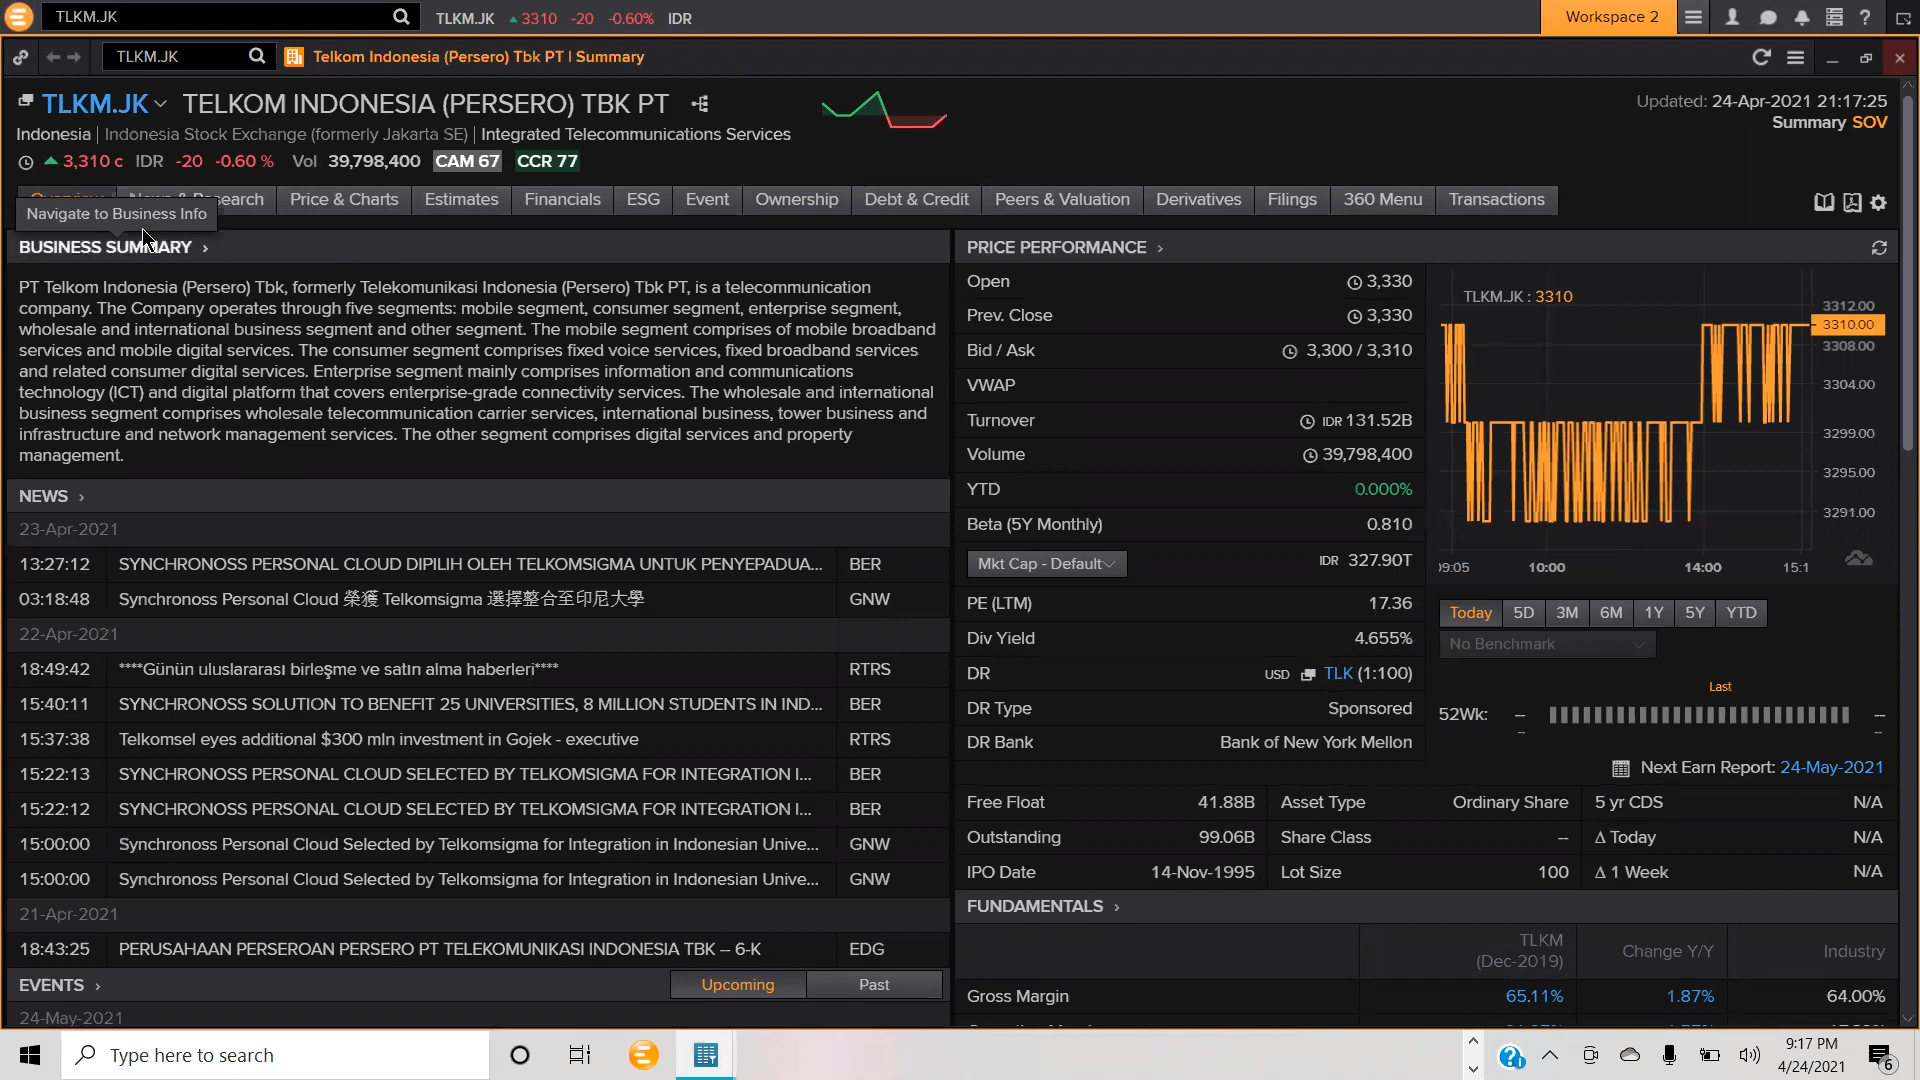 TLKM.JK
TLKM.JK 3310 -20 -0.60% IDR
Workspace 2
TLKM.JK
Telkom Indonesia (Persero) Tbk PT | Summary
TLKM.JK TELKOM INDONESIA (PERSERO) TBK PT
Updated: 24-Apr-2021 21:17:25
Indonesia | Indonesia Stock Exchange (formerly Jakarta SE) | Integrated Telecommunications Services
Summary SOV
3,310 c IDR -20 -0.60 % Vol 39,798,400 CAM 67 CCR 77
Price & Charts Estimates Financials ESG Event Ownership Debt & Credit Peers & Valuation Derivatives Filings 360 Menu Transactions
Navigate to Business Info
BUSINESS SUMMARY
PT Telkom Indonesia (Persero) Tbk, formerly Telekomunikasi Indonesia (Persero) Tbk PT, is a telecommunication
company. The Company operates through five segments: mobile segment, consumer segment, enterprise segment,
wholesale and international business segment and other segment. The mobile segment comprises of mobile broadband
services and mobile digital services. The consumer segment comprises fixed voice services, fixed broadband services
and related consumer digital services. Enterprise segment mainly comprises information and communications
technology (ICT) and digital platform that covers enterprise-grade connectivity services. The wholesale and international
business segment comprises wholesale telecommunication carrier services, international business, tower business and
infrastructure and network management services. The other segment comprises digital services and property
management.
NEWS
23-Apr-2021
13:27:12 SYNCHRONOSS PERSONAL CLOUD DIPILIH OLEH TELKOMSIGMA UNTUK PENYEPADUA... BER
03:18:48 Synchronoss Personal Cloud 榮獲 Telkomsigma 選擇整合至印尼大學 GNW
22-Apr-2021
18:49:42 ****Günün uluslararası birleşme ve satın alma haberleri**** RTRS
15:40:11 SYNCHRONOSS SOLUTION TO BENEFIT 25 UNIVERSITIES, 8 MILLION STUDENTS IN IND... BER
15:37:38 Telkomsel eyes additional $300 mln investment in Gojek - executive RTRS
15:22:13 SYNCHRONOSS PERSONAL CLOUD SELECTED BY TELKOMSIGMA FOR INTEGRATION I... BER
15:22:12 SYNCHRONOSS PERSONAL CLOUD SELECTED BY TELKOMSIGMA FOR INTEGRATION I... BER
15:00:00 Synchronoss Personal Cloud Selected by Telkomsigma for Integration in Indonesian Unive... GNW
15:00:00 Synchronoss Personal Cloud Selected by Telkomsigma for Integration in Indonesian Unive... GNW
21-Apr-2021
18:43:25 PERUSAHAAN PERSEROAN PERSERO PT TELEKOMUNIKASI INDONESIA TBK -- 6-K EDG
EVENTS Upcoming Past
24-May-2021
PRICE PERFORMANCE
Open 3,330
Prev. Close 3,330
Bid / Ask 3,300 / 3,310
VWAP
Turnover IDR 131.52B
Volume 39,798,400
YTD 0.000%
Beta (5Y Monthly) 0.810
Mkt Cap - Default IDR 327.90T
PE (LTM) 17.36
Div Yield 4.655%
DR USD TLK (1:100)
DR Type Sponsored
DR Bank Bank of New York Mellon
TLKM.JK : 3310
3312.00
3310.00
3308.00
3304.00
3299.00
3295.00
3291.00
10:00 14:00 15:1
Today 5D 3M 6M 1Y 5Y YTD
No Benchmark
Last
52Wk: -- --
-- --
Next Earn Report: 24-May-2021
Free Float 41.88B Asset Type Ordinary Share 5 yr CDS N/A
Outstanding 99.06B Share Class -- Δ Today N/A
IPO Date 14-Nov-1995 Lot Size 100 Δ 1 Week N/A
FUNDAMENTALS
TLKM
(Dec-2019) Change Y/Y Industry
Gross Margin 65.11% 1.87% 64.00%
Type here to search
9:17 PM
4/24/2021
6